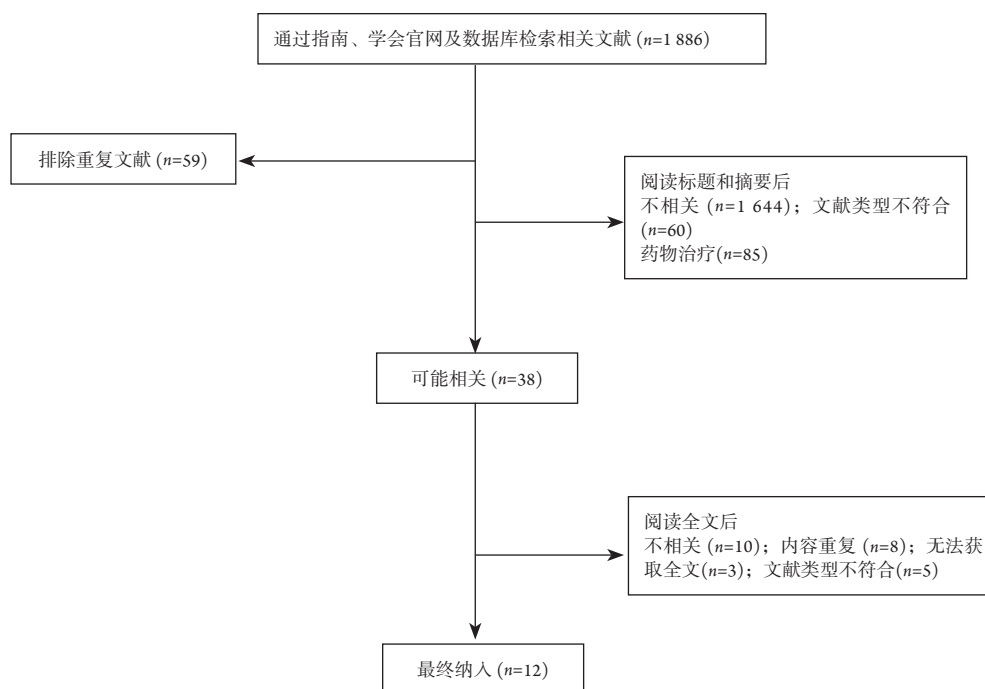 通过指南、学会官网及数据库检索相关文献 (n=1 886)
排除重复文献 (n=59)
阅读标题和摘要后
不相关 (n=1 644)；文献类型不符合
(n=60)
药物治疗(n=85)
可能相关 (n=38)
阅读全文后
不相关 (n=10)；内容重复 (n=8)；无法获
取全文(n=3)；文献类型不符合(n=5)
最终纳入 (n=12)